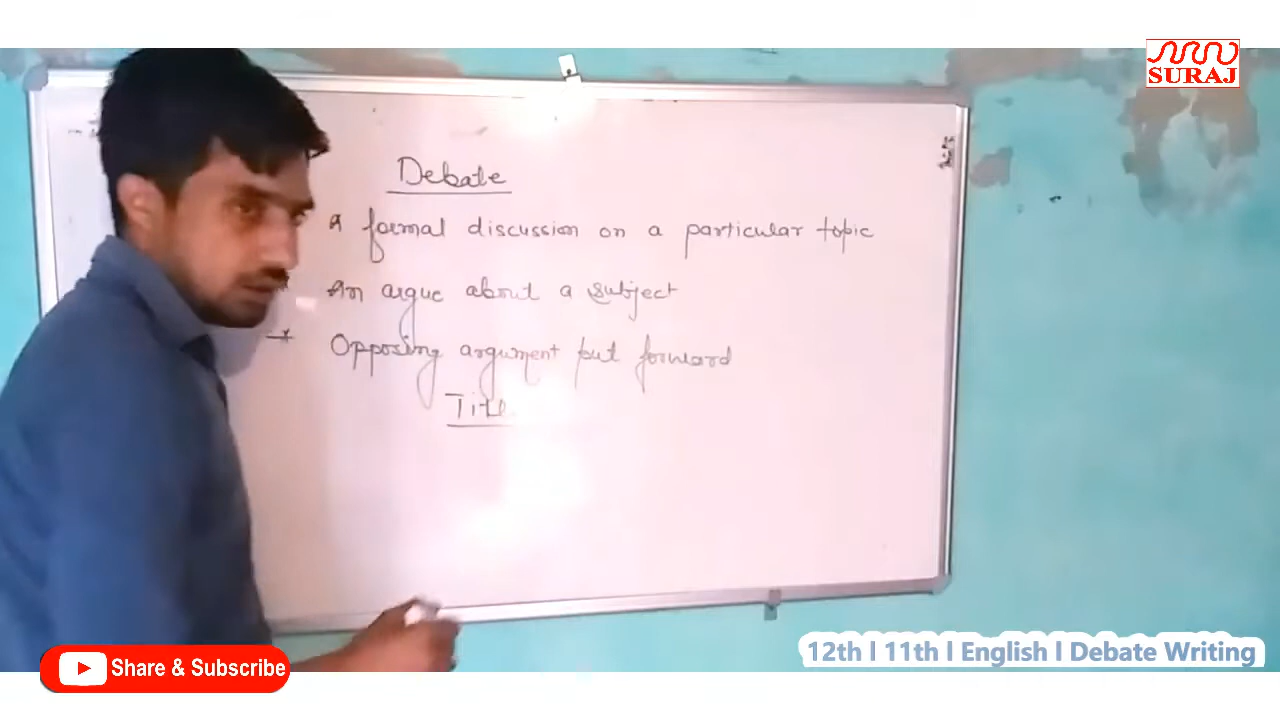 SURAJ
Debate
A formal discussion on a particular topic
An argue about a subject
Opposing argument put forward
Title
Share & Subscribe
12th l 11th l English l Debate Writing